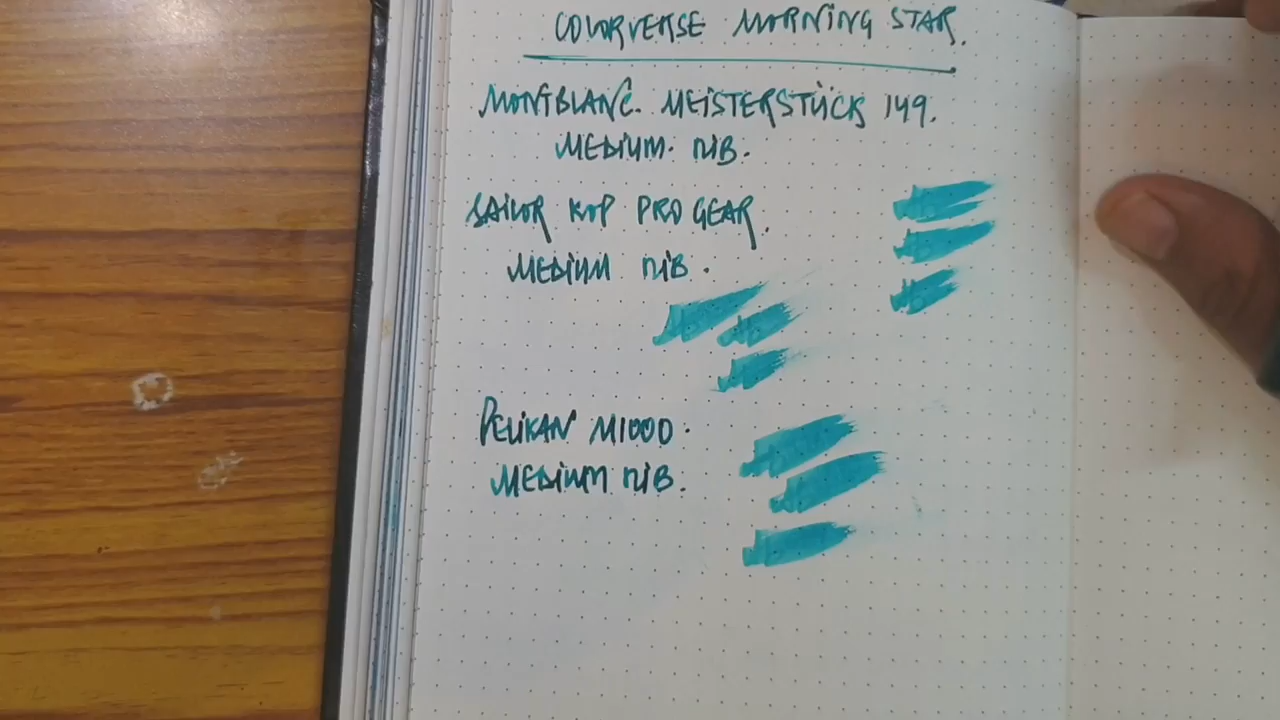 COLORVERSE MORNING STAR.
MONTBLANC. MEISTERSTÜCK 149.
MEDIUM. NIB.
SAILOR KOP PRO GEAR.
MEDIUM NIB.
PELIKAN M1000.
MEDIUM NIB.